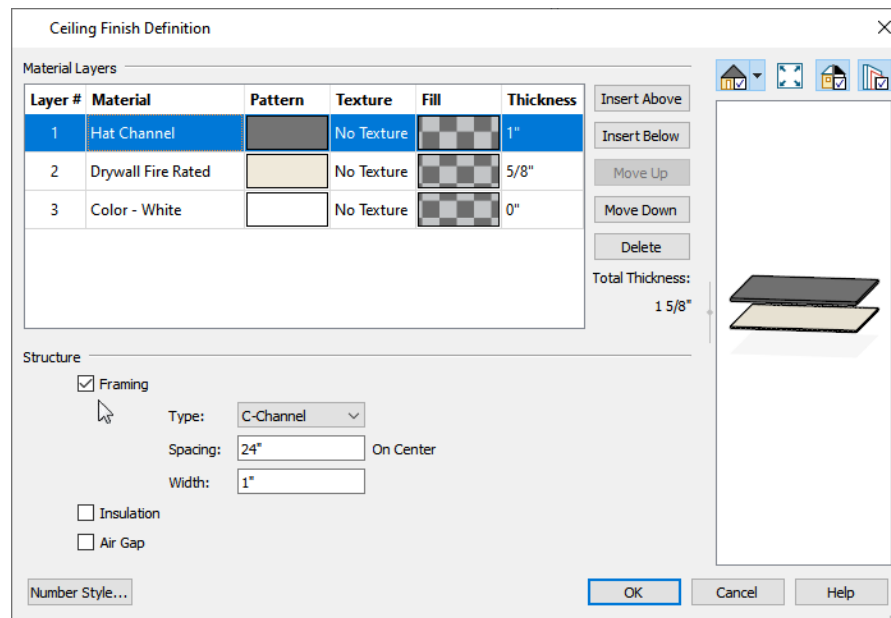 Ceiling Finish Definition
Material Layers
Layer # Material Pattern Texture Fill Thickness
1 Hat Channel No Texture 1"
2 Drywall Fire Rated No Texture 5/8"
3 Color - White No Texture 0"
Insert Above
Insert Below
Move Up
Move Down
Delete
Total Thickness:
1 5/8"
Structure
Framing
Type: C-Channel
Spacing: 24" On Center
Width: 1"
Insulation
Air Gap
Number Style... OK Cancel Help